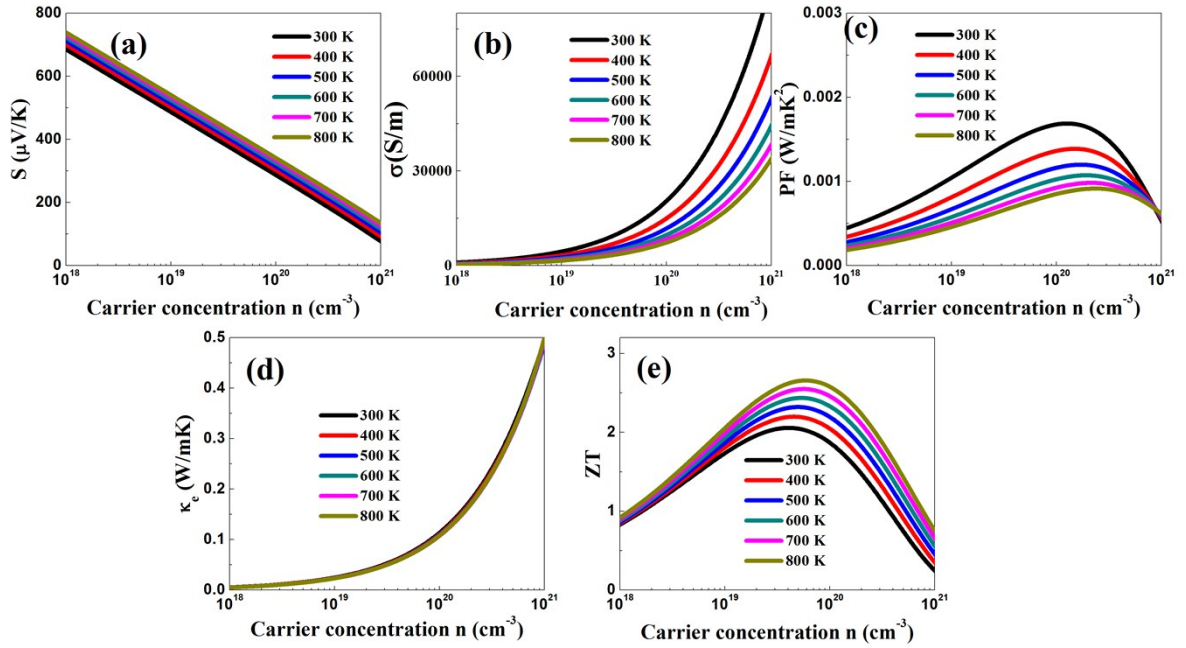 (a)
300 K
400 K
500 K
600 K
700 K
800 K
S (μV/K)
800
600
400
200
0
10^18
10^19
10^20
10^21
Carrier concentration n (cm^-3)
(b)
300 K
400 K
500 K
600 K
700 K
800 K
σ(S/m)
60000
30000
0
10^18
10^19
10^20
10^21
Carrier concentration n (cm^-3)
(c)
300 K
400 K
500 K
600 K
700 K
800 K
PF (W/mK^2)
0.003
0.002
0.001
0.000
10^18
10^19
10^20
10^21
Carrier concentration n (cm^-3)
(d)
300 K
400 K
500 K
600 K
700 K
800 K
κ_e (W/mK)
0.5
0.4
0.3
0.2
0.1
0.0
10^18
10^19
10^20
10^21
Carrier concentration n (cm^-3)
(e)
300 K
400 K
500 K
600 K
700 K
800 K
ZT
3
2
1
0
10^18
10^19
10^20
10^21
Carrier concentration n (cm^-3)